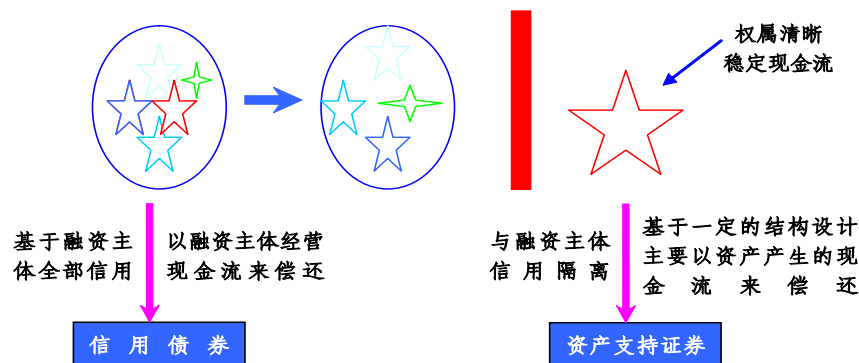 权属清晰
稳定现金流
基于融资主
体全部信用
以融资主体经营
现金流来偿还
与融资主体
信用隔离
基于一定的结构设计
主要以资产产生的现
金流来偿还
信用债券
资产支持证券